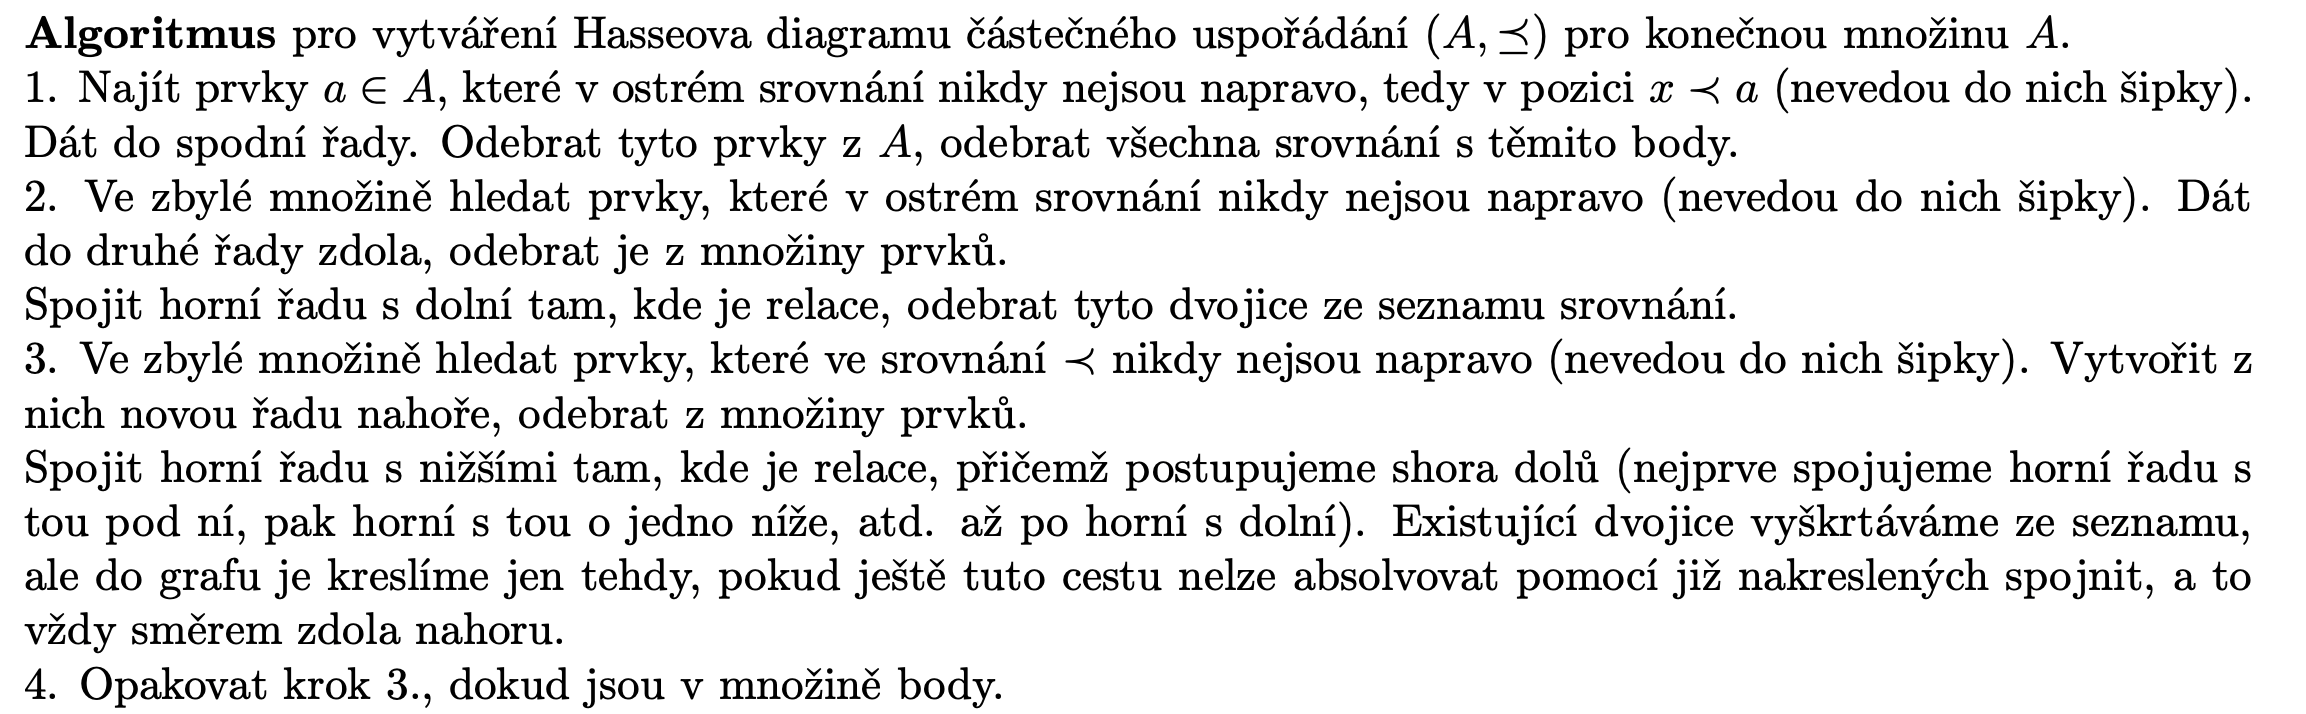 Algoritmus pro vytváření Hasseova diagramu částečného uspořádání (A, ⪯) pro konečnou množinu A.
1. Najít prvky a ∈ A, které v ostrém srovnání nikdy nejsou napravo, tedy v pozici x ≺ a (nevedou do nich šipky).
Dát do spodní řady. Odebrat tyto prvky z A, odebrat všechna srovnání s těmito body.
2. Ve zbylé množině hledat prvky, které v ostrém srovnání nikdy nejsou napravo (nevedou do nich šipky). Dát
do druhé řady zdola, odebrat je z množiny prvků.
Spojit horní řadu s dolní tam, kde je relace, odebrat tyto dvojice ze seznamu srovnání.
3. Ve zbylé množině hledat prvky, které ve srovnání ≺ nikdy nejsou napravo (nevedou do nich šipky). Vytvořit z
nich novou řadu nahoře, odebrat z množiny prvků.
Spojit horní řadu s nižšími tam, kde je relace, přičemž postupujeme shora dolů (nejprve spojujeme horní řadu s
tou pod ní, pak horní s tou o jedno níže, atd. až po horní s dolní). Existující dvojice vyškrtáváme ze seznamu,
ale do grafu je kreslíme jen tehdy, pokud ještě tuto cestu nelze absolvovat pomocí již nakreslených spojnit, a to
vždy směrem zdola nahoru.
4. Opakovat krok 3., dokud jsou v množině body.